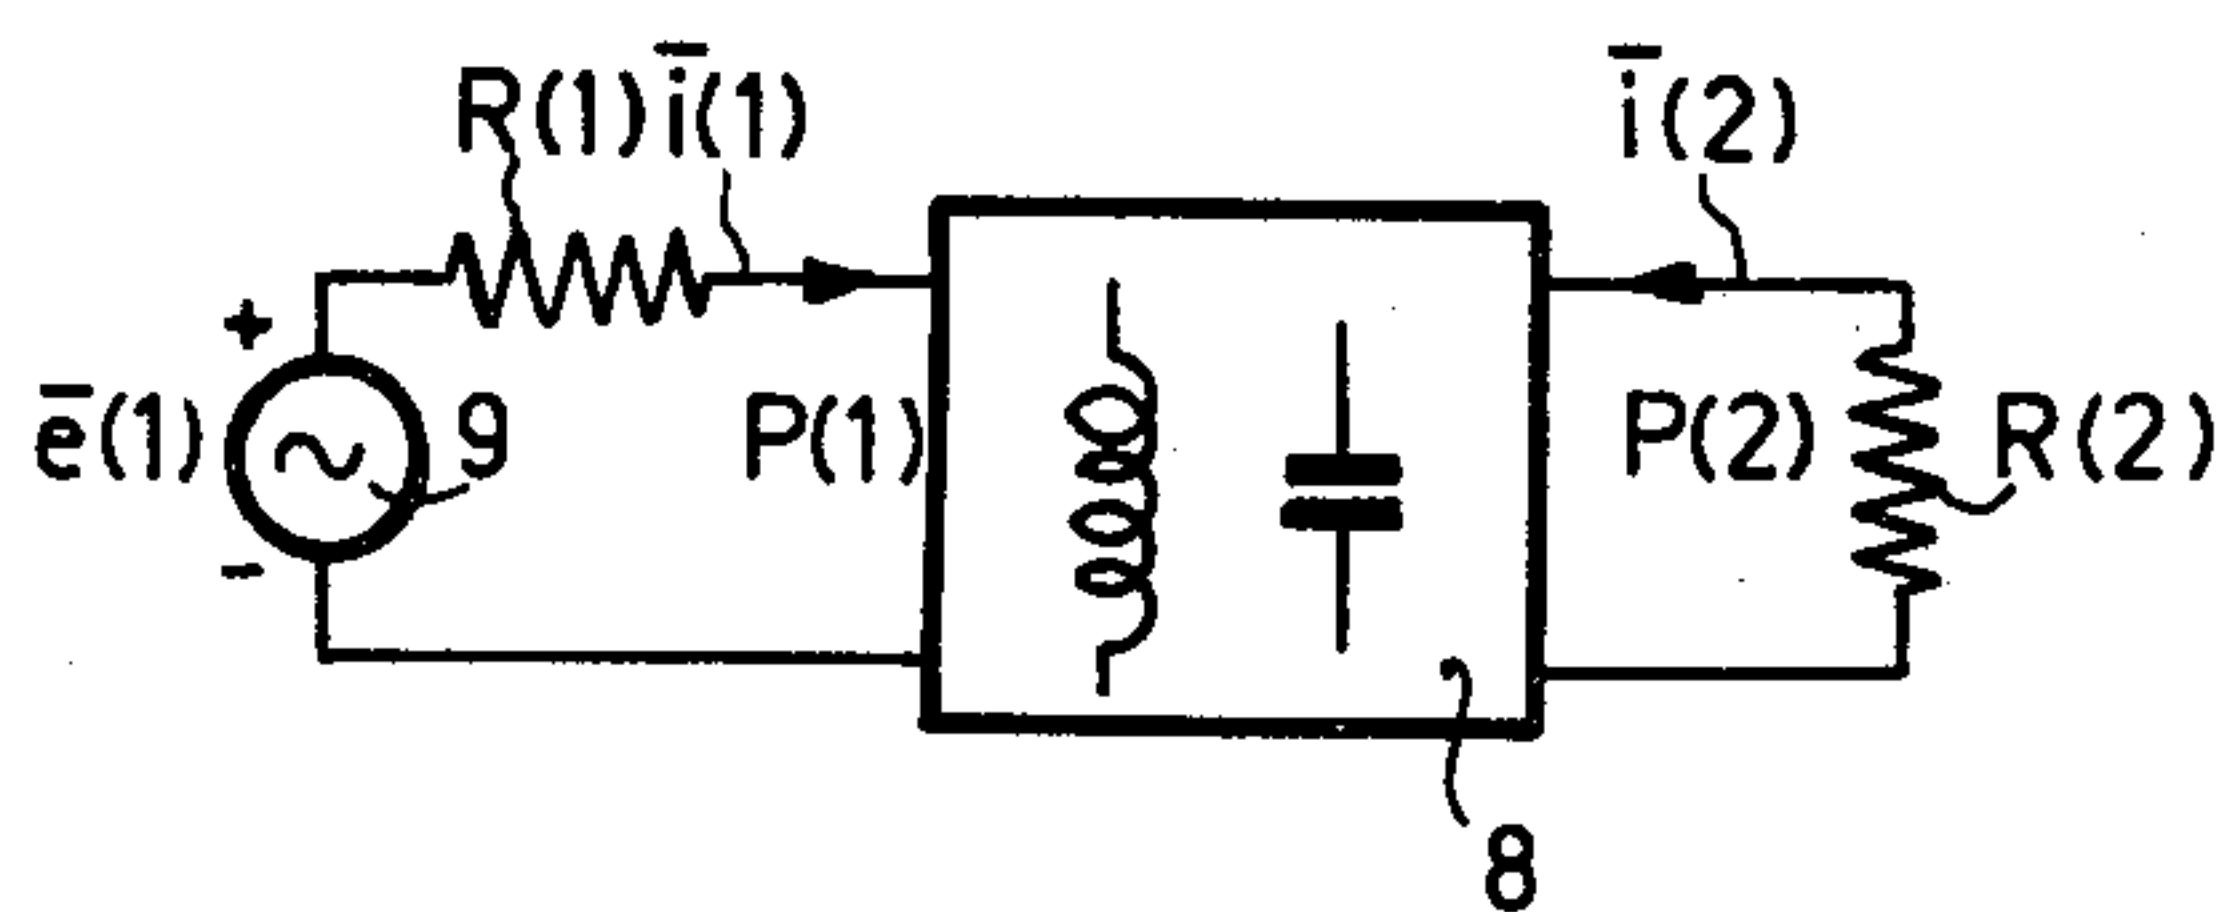 R(1) i̅(1)
i̅(2)
+
e̅(1)
9
P(1)
P(2)
R(2)
-
8